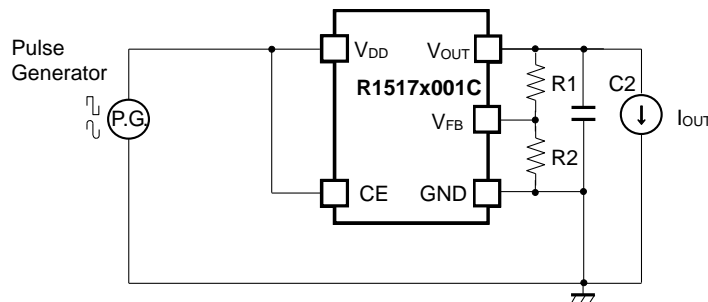 Pulse
Generator
P.G.
VDD
VOUT
R1517x001C
VFB
CE
GND
R1
R2
C2
IOUT